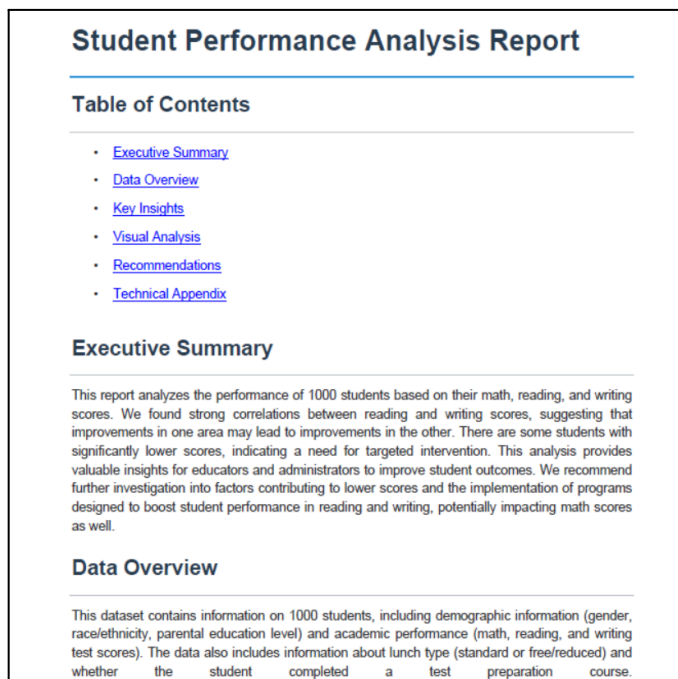 Student Performance Analysis Report
Table of Contents
• Executive Summary
• Data Overview
• Key Insights
• Visual Analysis
• Recommendations
• Technical Appendix
Executive Summary
This report analyzes the performance of 1000 students based on their math, reading, and writing
scores. We found strong correlations between reading and writing scores, suggesting that
improvements in one area may lead to improvements in the other. There are some students with
significantly lower scores, indicating a need for targeted intervention. This analysis provides
valuable insights for educators and administrators to improve student outcomes. We recommend
further investigation into factors contributing to lower scores and the implementation of programs
designed to boost student performance in reading and writing, potentially impacting math scores
as well.
Data Overview
This dataset contains information on 1000 students, including demographic information (gender,
race/ethnicity, parental education level) and academic performance (math, reading, and writing
test scores). The data also includes information about lunch type (standard or free/reduced) and
whether the student completed a test preparation course.